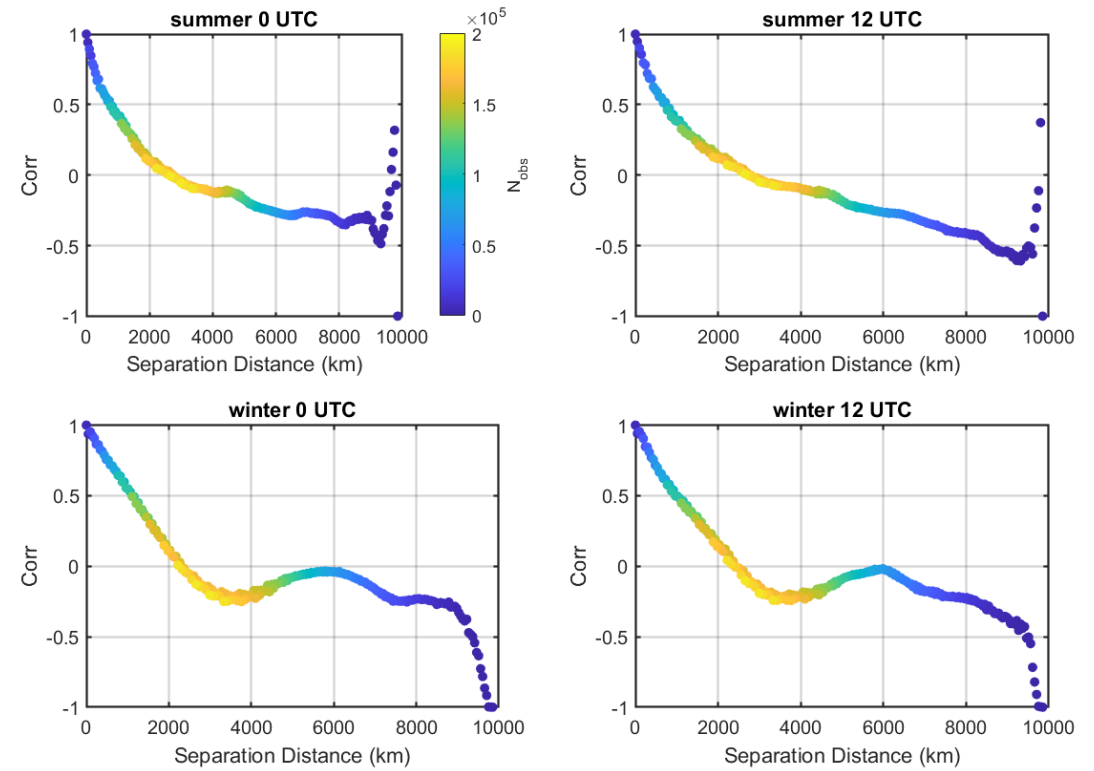 summer 0 UTC
1
0.5
0
-0.5
-1
Corr
0 2000 4000 6000 8000 10000
Separation Distance (km)
×10⁵
2
1.5
1
0.5
0
N_obs
summer 12 UTC
1
0.5
0
-0.5
-1
Corr
0 2000 4000 6000 8000 10000
Separation Distance (km)
winter 0 UTC
1
0.5
0
-0.5
-1
Corr
0 2000 4000 6000 8000 10000
Separation Distance (km)
winter 12 UTC
1
0.5
0
-0.5
-1
Corr
0 2000 4000 6000 8000 10000
Separation Distance (km)